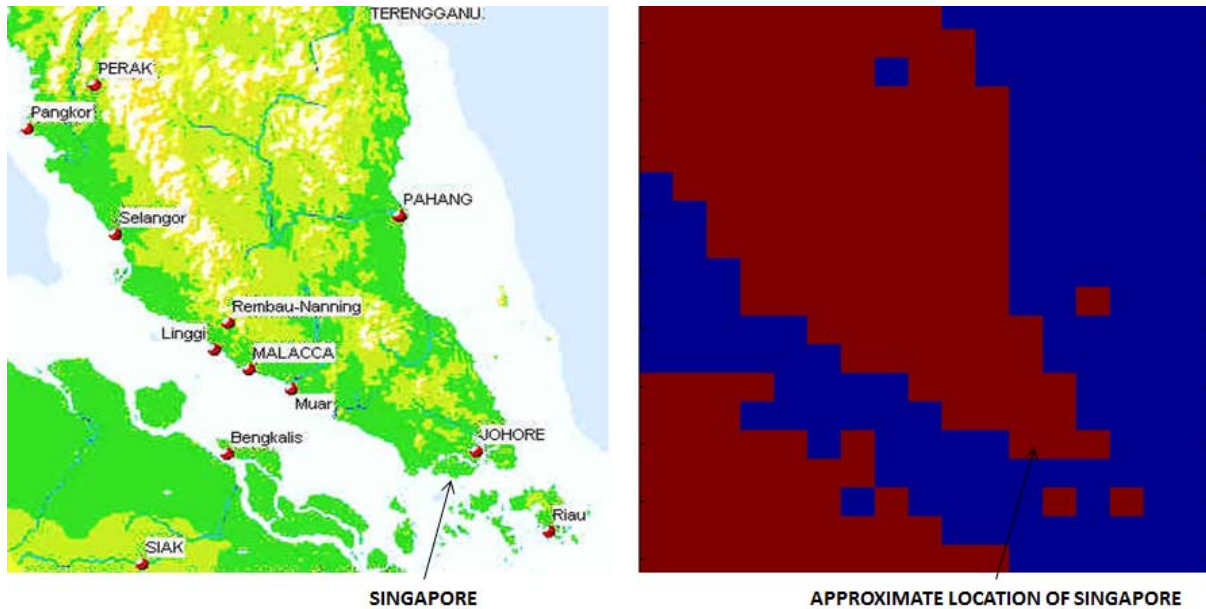 TERENGGANU
PERAK
Pangkor
PAHANG
Selangor
Rembau-Nanning
Linggi
MALACCA
Muar
Bengkalis
JOHORE
Riau
SIAK
SINGAPORE
APPROXIMATE LOCATION OF SINGAPORE